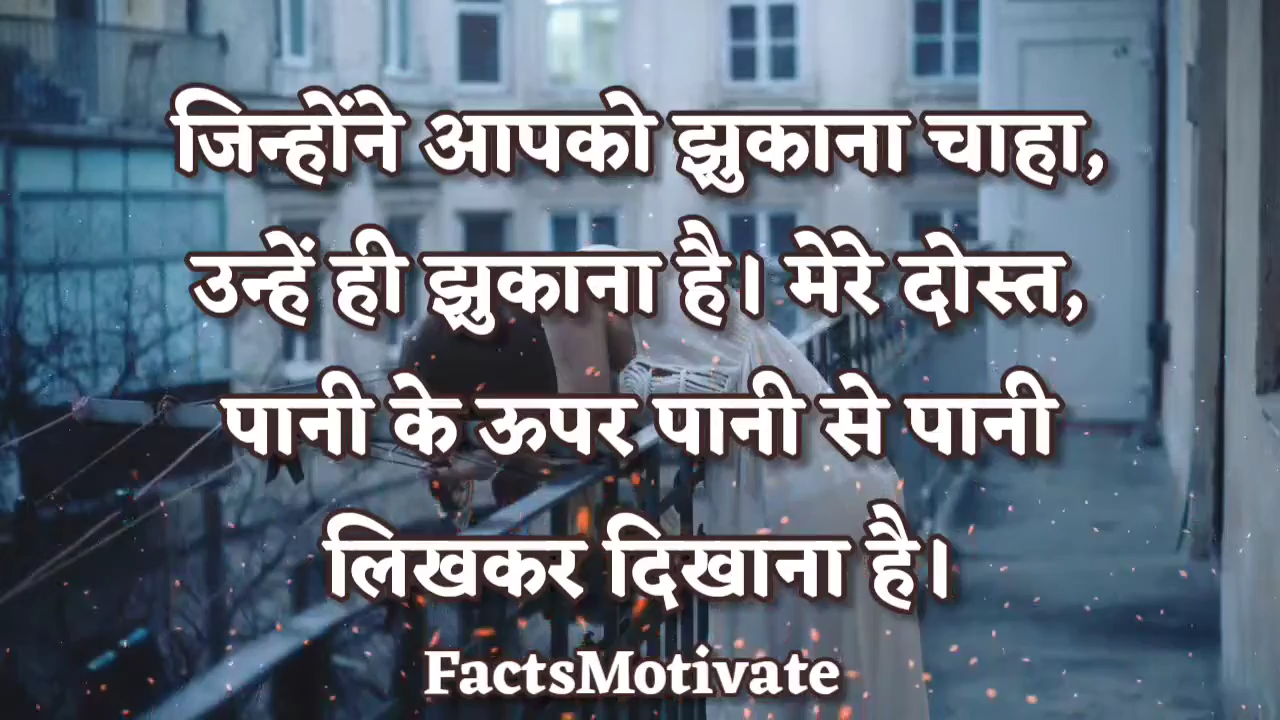 जिन्होंने आपको झुकाना चाहा,
उन्हें ही झुकाना है। मेरे दोस्त,
पानी के ऊपर पानी से पानी
लिखकर दिखाना है।
FactsMotivate